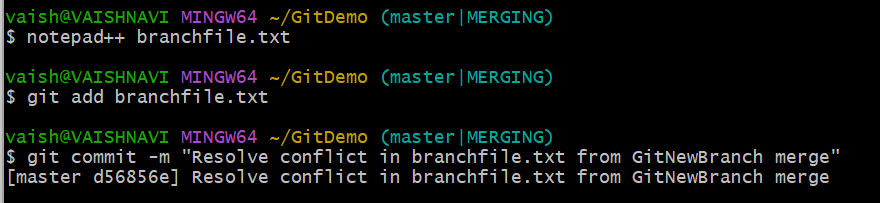 vaish@VAISHNAVI MINGW64 ~/GitDemo (master|MERGING)
$ notepad++ branchfile.txt
vaish@VAISHNAVI MINGW64 ~/GitDemo (master|MERGING)
$ git add branchfile.txt
vaish@VAISHNAVI MINGW64 ~/GitDemo (master|MERGING)
$ git commit -m "Resolve conflict in branchfile.txt from GitNewBranch merge"
[master d56856e] Resolve conflict in branchfile.txt from GitNewBranch merge